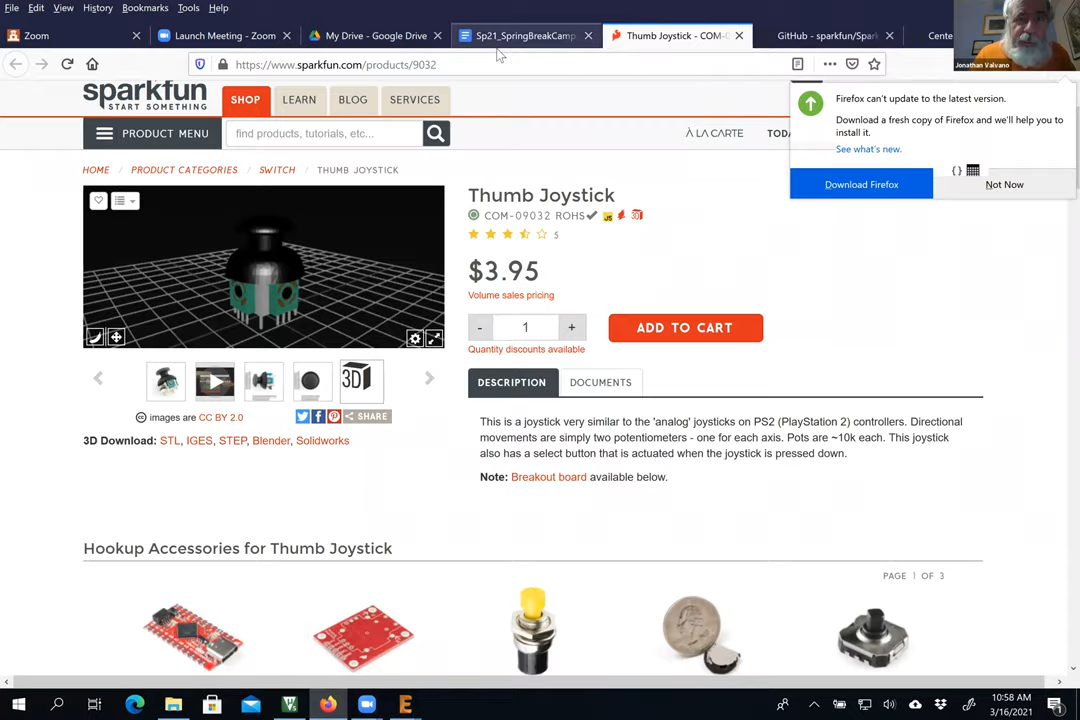 File Edit View History Bookmarks Tools Help
Zoom
Launch Meeting - Zoom
My Drive - Google Drive
Sp21_SpringBreakCamp
Thumb Joystick - COM-0
GitHub - sparkfun/Spark
Cente
https://www.sparkfun.com/products/9032
Jonathan Valvano
sparkfun
START SOMETHING
SHOP
LEARN
BLOG
SERVICES
PRODUCT MENU
find products, tutorials, etc...
À LA CARTE
TODA
Firefox can't update to the latest version.
Download a fresh copy of Firefox and we'll help you to
install it.
See what's new.
Download Firefox
Not Now
HOME / PRODUCT CATEGORIES / SWITCH / THUMB JOYSTICK
Thumb Joystick
COM-09032 ROHS✔
JS
3D
5
$3.95
Volume sales pricing
- 1 +
ADD TO CART
Quantity discounts available
3D
images are CC BY 2.0
SHARE
3D Download: STL, IGES, STEP, Blender, Solidworks
DESCRIPTION
DOCUMENTS
This is a joystick very similar to the 'analog' joysticks on PS2 (PlayStation 2) controllers. Directional
movements are simply two potentiometers - one for each axis. Pots are ~10k each. This joystick
also has a select button that is actuated when the joystick is pressed down.
Note: Breakout board available below.
Hookup Accessories for Thumb Joystick
PAGE 1 OF 3
10:58 AM
3/16/2021